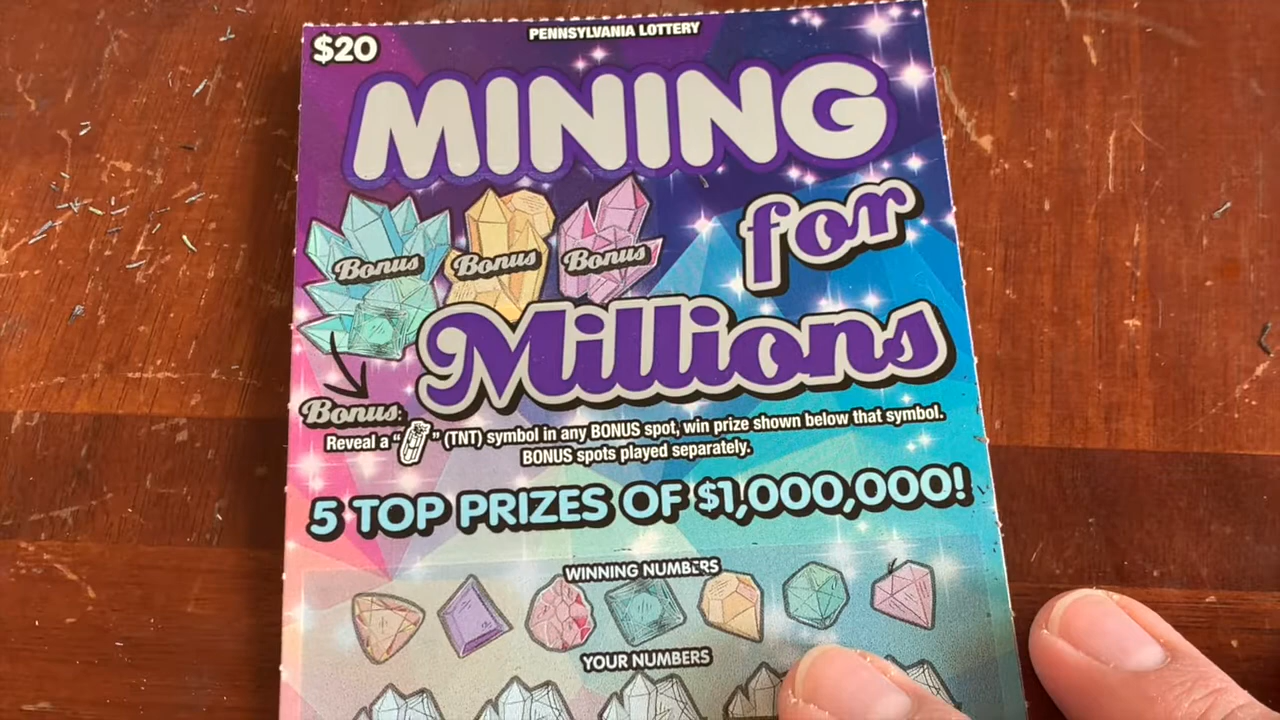 PENNSYLVANIA LOTTERY
$20
MINING
for
Millions
Bonus Bonus Bonus
Bonus:
Reveal a "" (TNT) symbol in any BONUS spot, win prize shown below that symbol.
BONUS spots played separately.
5 TOP PRIZES OF $1,000,000!
WINNING NUMBERS
YOUR NUMBERS